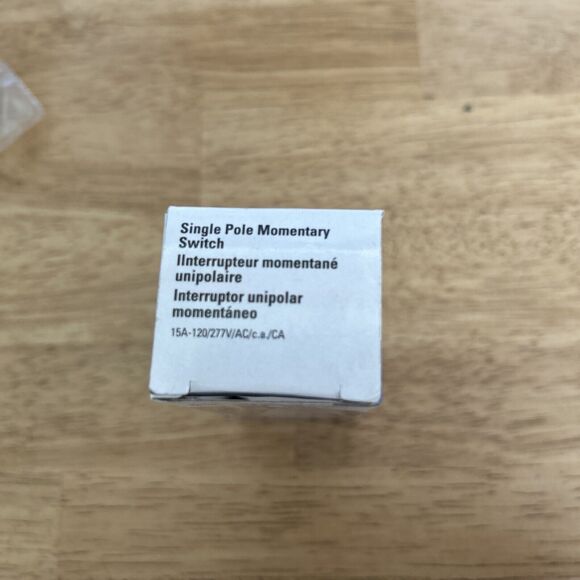 Single Pole Momentary
Switch
IInterrupteur momentané
unipolaire
Interruptor unipolar
momentáneo
15A-120/277V/AC/c.a./CA